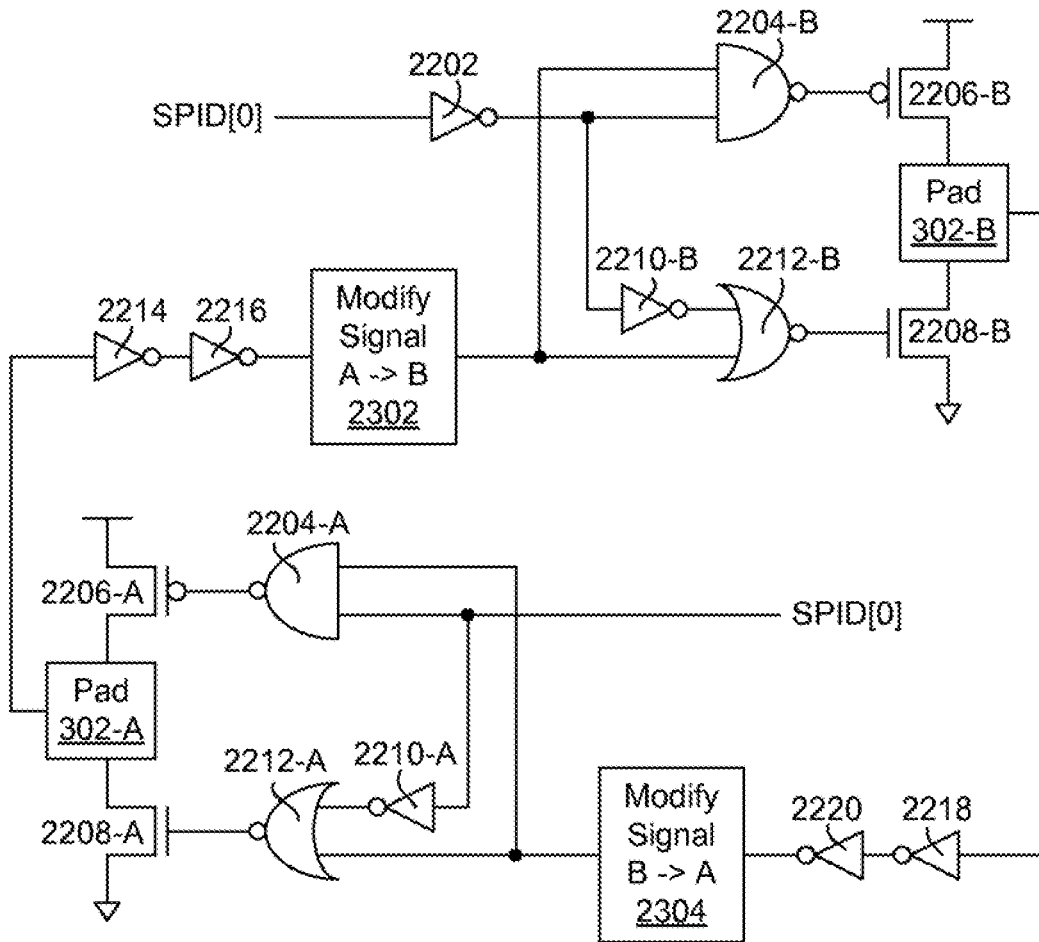 2204-B
2202
SPID[0]
2206-B
Pad
302-B
2210-B
2212-B
2214
2216
Modify
Signal
A -> B
2302
2208-B
2204-A
2206-A
SPID[0]
Pad
302-A
2212-A
2210-A
2208-A
Modify
Signal
B -> A
2304
2220
2218